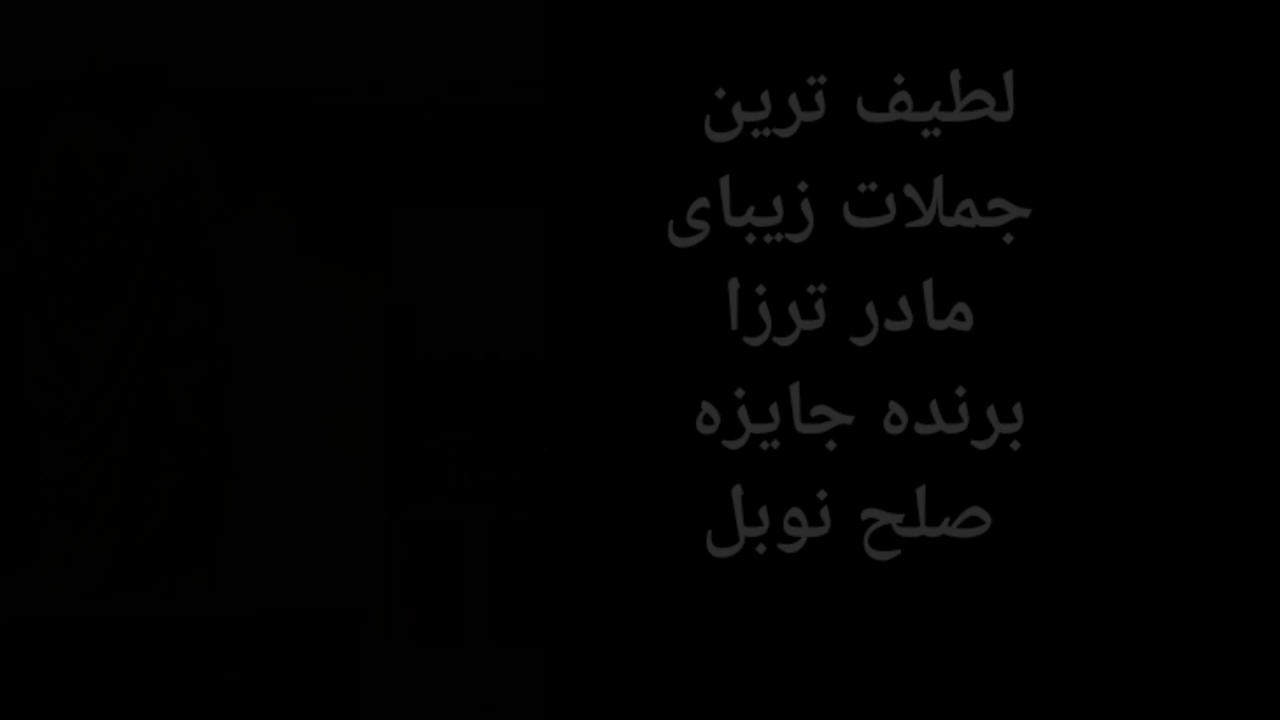 لطیف ترین
جملات زیبای
مادر ترزا
برنده جایزه
صلح نوبل